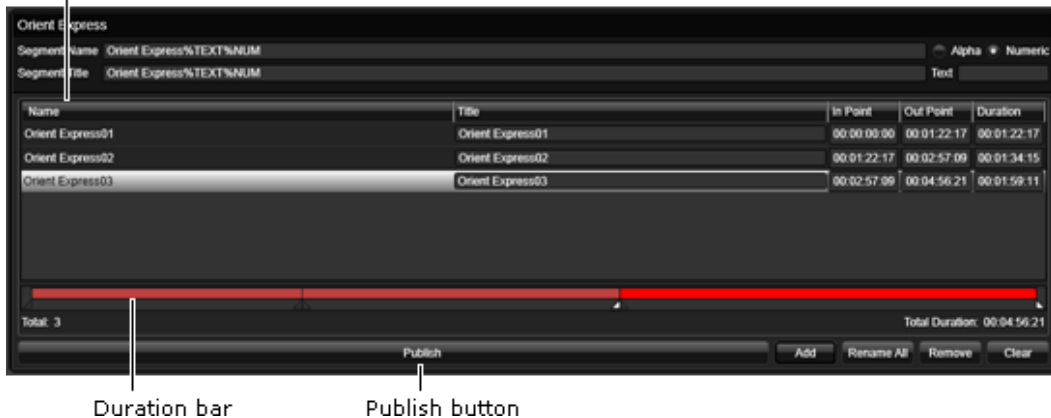 Orient Express
Segment Name Orient Express%TEXT%NUM Alpha Numeric
Segment Title Orient Express%TEXT%NUM Text
Name Title In Point Out Point Duration
Orient Express01 Orient Express01 00:00:00:00 00:01:22:17 00:01:22:17
Orient Express02 Orient Express02 00:01:22:17 00:02:57:09 00:01:34:15
Orient Express03 Orient Express03 00:02:57:09 00:04:56:21 00:01:59:11
Total: 3 Total Duration: 00:04:56:21
Publish Add Rename All Remove Clear
Duration bar Publish button